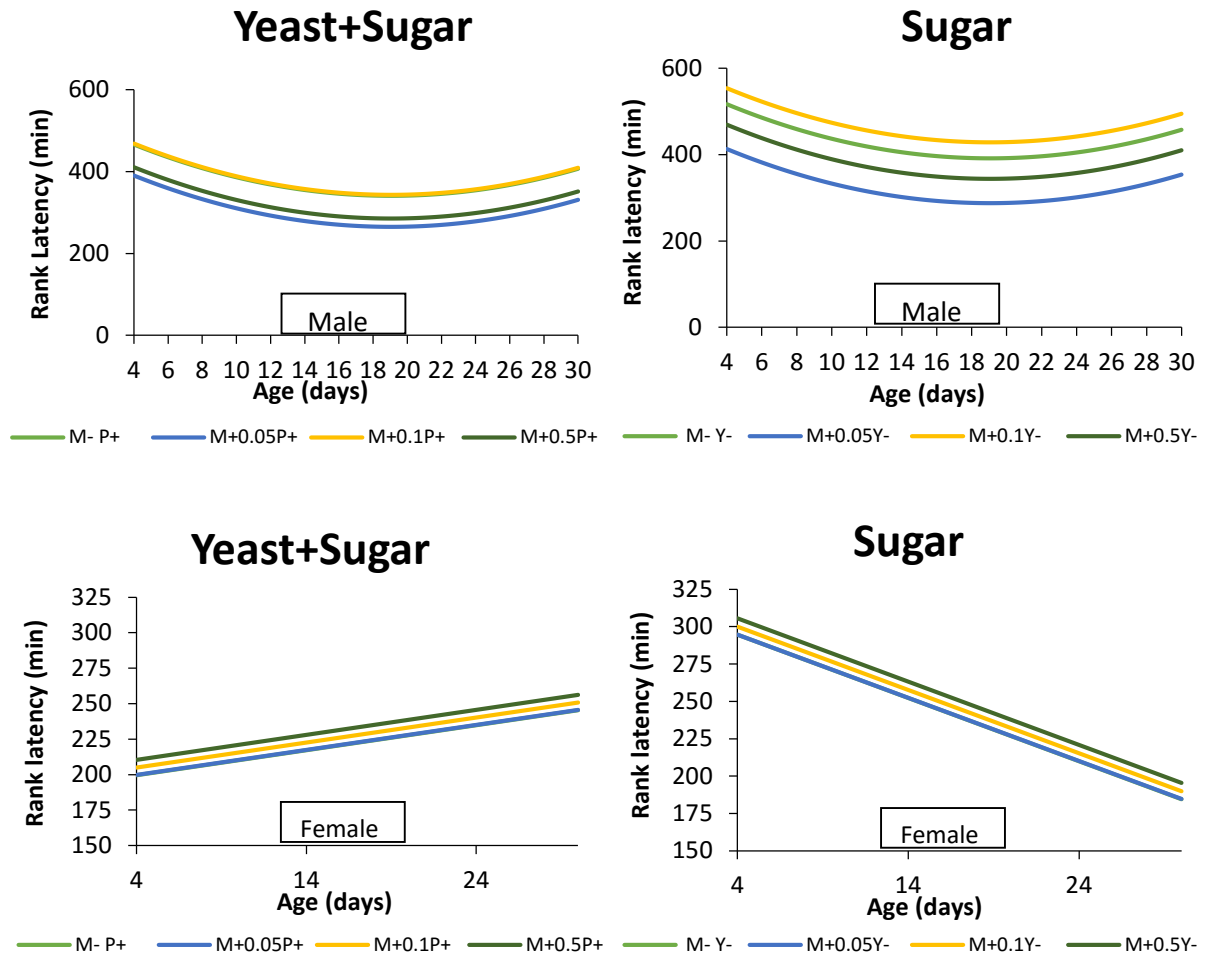 Yeast+Sugar
Rank Latency (min)
600
400
200
0
Male
4 6 8 10 12 14 16 18 20 22 24 26 28 30
Age (days)
M- P+ M+0.05P+ M+0.1P+ M+0.5P+
Sugar
Rank latency (min)
600
400
200
0
Male
4 6 8 10 12 14 16 18 20 22 24 26 28 30
Age (days)
M- Y- M+0.05Y- M+0.1Y- M+0.5Y-
Yeast+Sugar
Rank latency (min)
325
300
275
250
225
200
175
150
Female
4 14 24
Age (days)
M- P+ M+0.05P+ M+0.1P+ M+0.5P+
Sugar
Rank latency (min)
325
300
275
250
225
200
175
150
Female
4 14 24
Age (days)
M- Y- M+0.05Y- M+0.1Y- M+0.5Y-